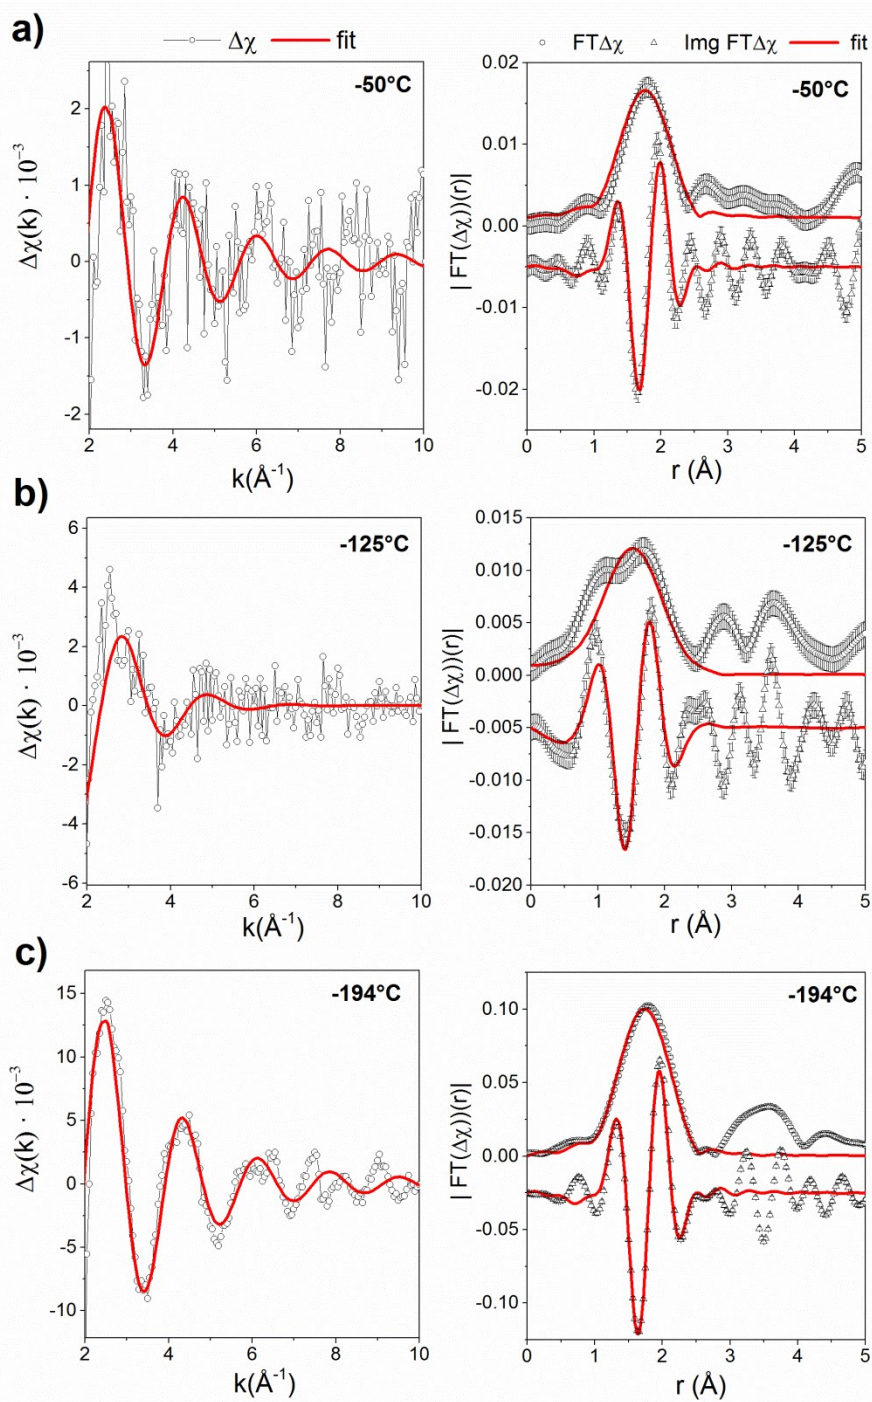 a)
Δχ fit
FTΔχ Img FTΔχ fit
-50°C
2
1
0
-1
-2
Δχ(k) · 10⁻³
2 4 6 8 10
k(Å⁻¹)
-50°C
0.02
0.01
0.00
-0.01
-0.02
| FT(Δχ))(r)|
0 1 2 3 4 5
r (Å)
b)
-125°C
6
4
2
0
-2
-4
-6
Δχ(k) · 10⁻³
2 4 6 8 10
k(Å⁻¹)
-125°C
0.015
0.010
0.005
0.000
-0.005
-0.010
-0.015
-0.020
| FT(Δχ))(r)|
0 1 2 3 4 5
r (Å)
c)
-194°C
15
10
5
0
-5
-10
Δχ(k) · 10⁻³
2 4 6 8 10
k(Å⁻¹)
-194°C
0.10
0.05
0.00
-0.05
-0.10
| FT(Δχ))(r)|
0 1 2 3 4 5
r (Å)